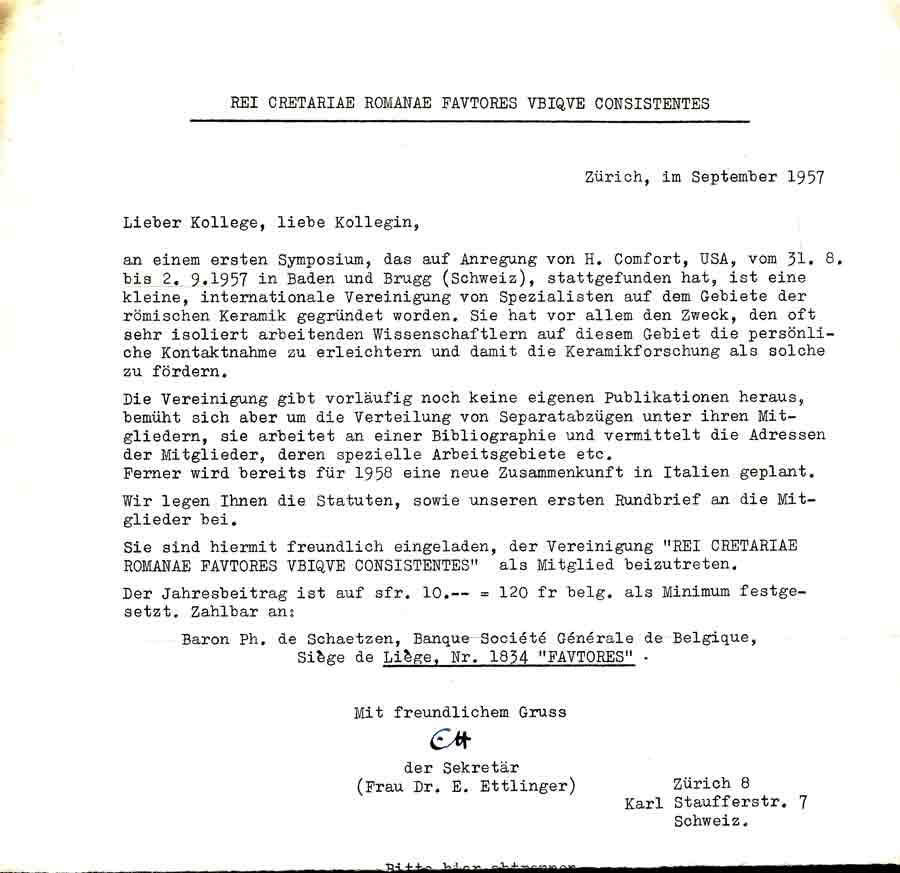 REI CRETARIAE ROMANAE FAVTORES VBIQVE CONSISTENTES
Zürich, im September 1957
Lieber Kollege, liebe Kollegin,
an einem ersten Symposium, das auf Anregung von H. Comfort, USA, vom 31. 8.
bis 2. 9.1957 in Baden und Brugg (Schweiz), stattgefunden hat, ist eine
kleine, internationale Vereinigung von Spezialisten auf dem Gebiete der
römischen Keramik gegründet worden. Sie hat vor allem den Zweck, den oft
sehr isoliert arbeitenden Wissenschaftlern auf diesem Gebiet die persönli-
che Kontaktnahme zu erleichtern und damit die Keramikforschung als solche
zu fördern.
Die Vereinigung gibt vorläufig noch keine eigenen Publikationen heraus,
bemüht sich aber um die Verteilung von Separatabzügen unter ihren Mit-
gliedern, sie arbeitet an einer Bibliographie und vermittelt die Adressen
der Mitglieder, deren spezielle Arbeitsgebiete etc.
Ferner wird bereits für 1958 eine neue Zusammenkunft in Italien geplant.
Wir legen Ihnen die Statuten, sowie unseren ersten Rundbrief an die Mit-
glieder bei.
Sie sind hiermit freundlich eingeladen, der Vereinigung "REI CRETARIAE
ROMANAE FAVTORES VBIQVE CONSISTENTES" als Mitglied beizutreten.
Der Jahresbeitrag ist auf sfr. 10.-- = 120 fr belg. als Minimum festge-
setzt. Zahlbar an:
Baron Ph. de Schaetzen, Banque Société Générale de Belgique,
Siège de Liège, Nr. 1834 "FAVTORES" .
Mit freundlichem Gruss
Ett
der Sekretär
(Frau Dr. E. Ettlinger)
Zürich 8
Karl Staufferstr. 7
Schweiz.
Bitte hier abtrennen